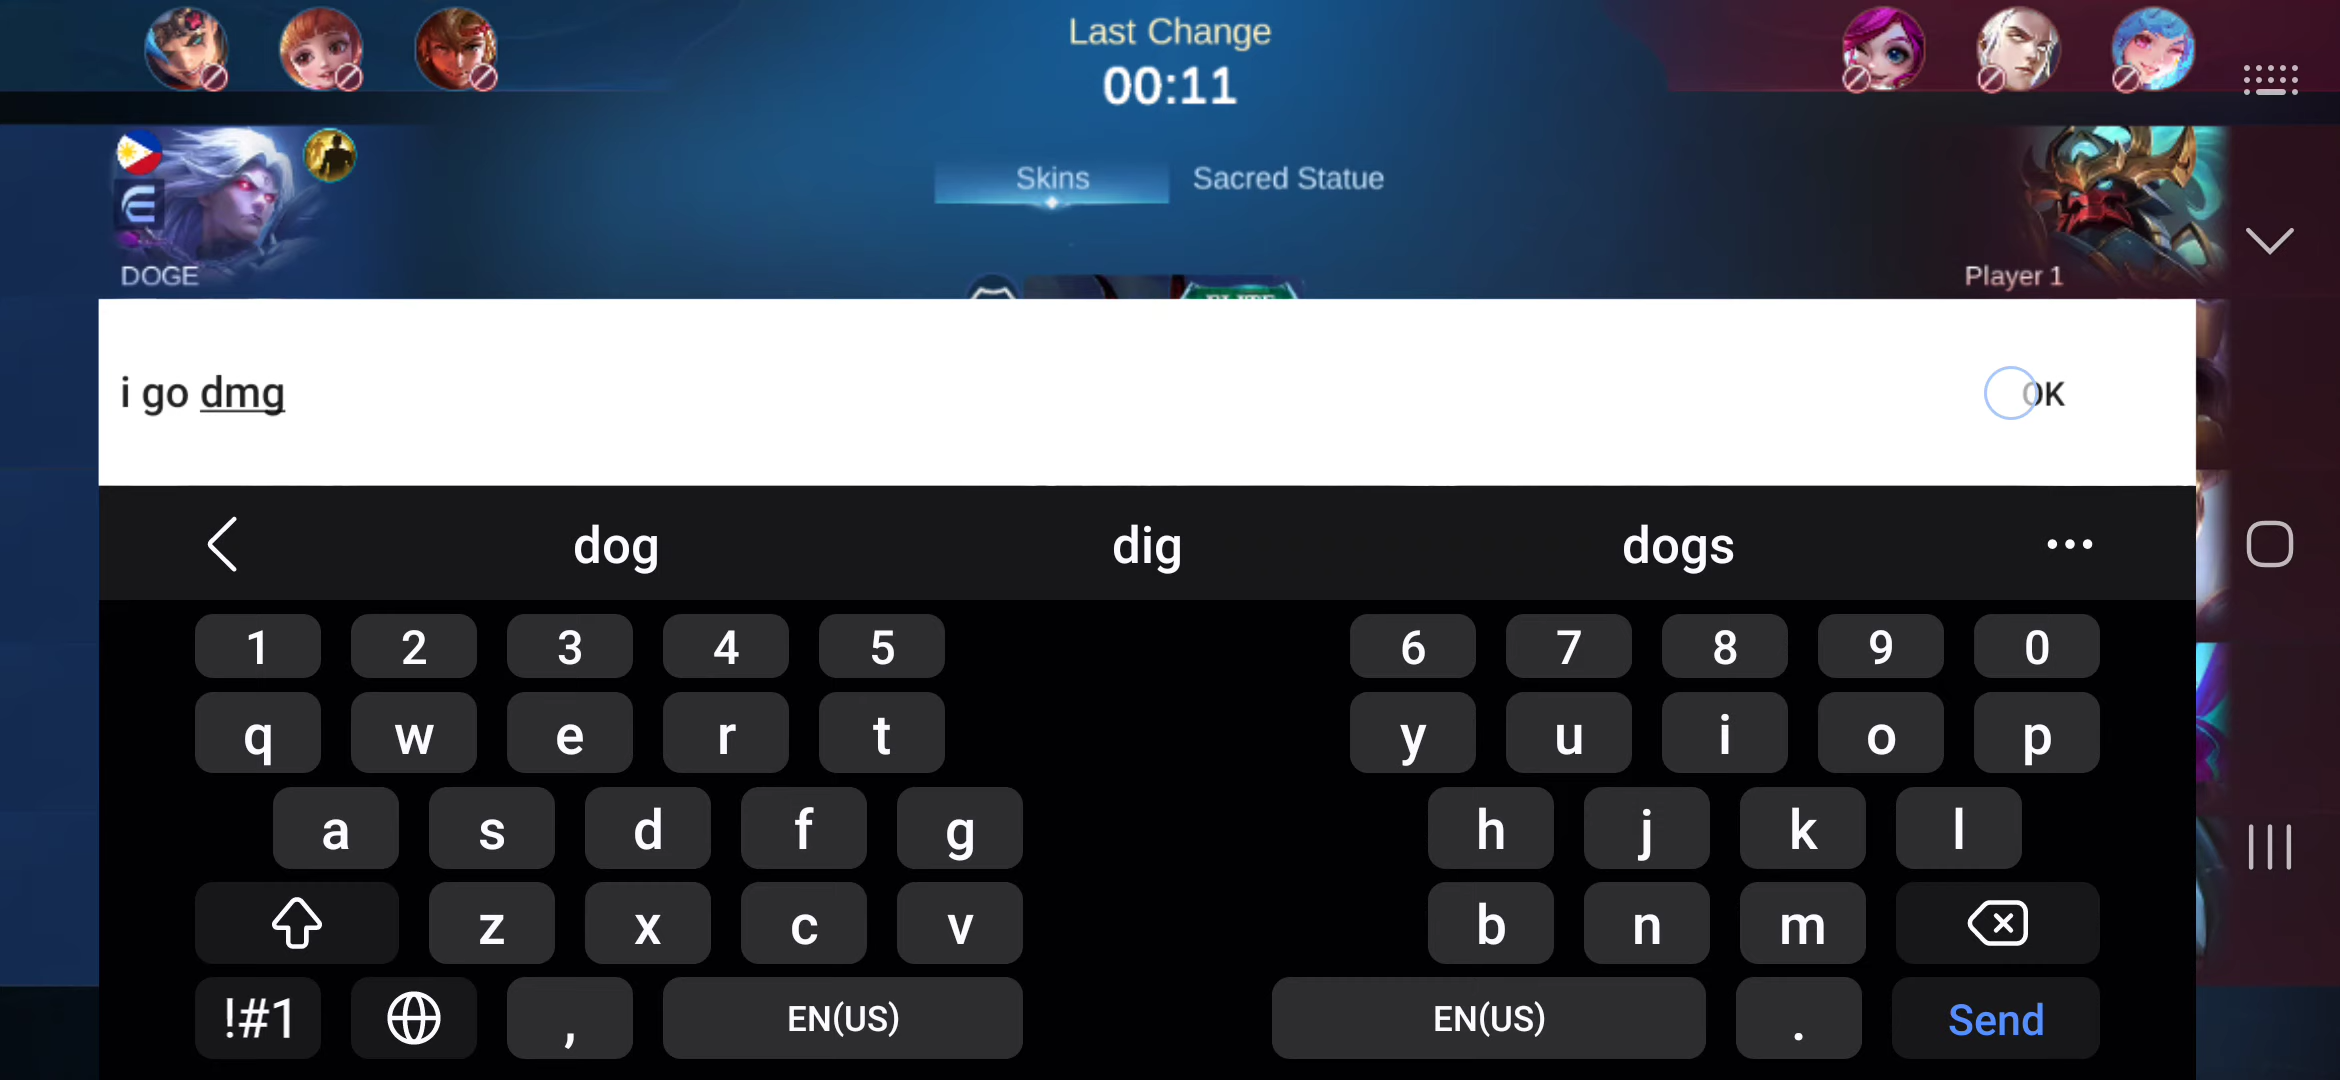 Last Change
00:11
Skins
Sacred Statue
DOGE
Player 1
ELITE
i go dmg
OK
dog
dig
dogs
1 2 3 4 5 6 7 8 9 0
q w e r t y u i o p
a s d f g h j k l
z x c v b n m
!#1 , EN(US) EN(US) . Send